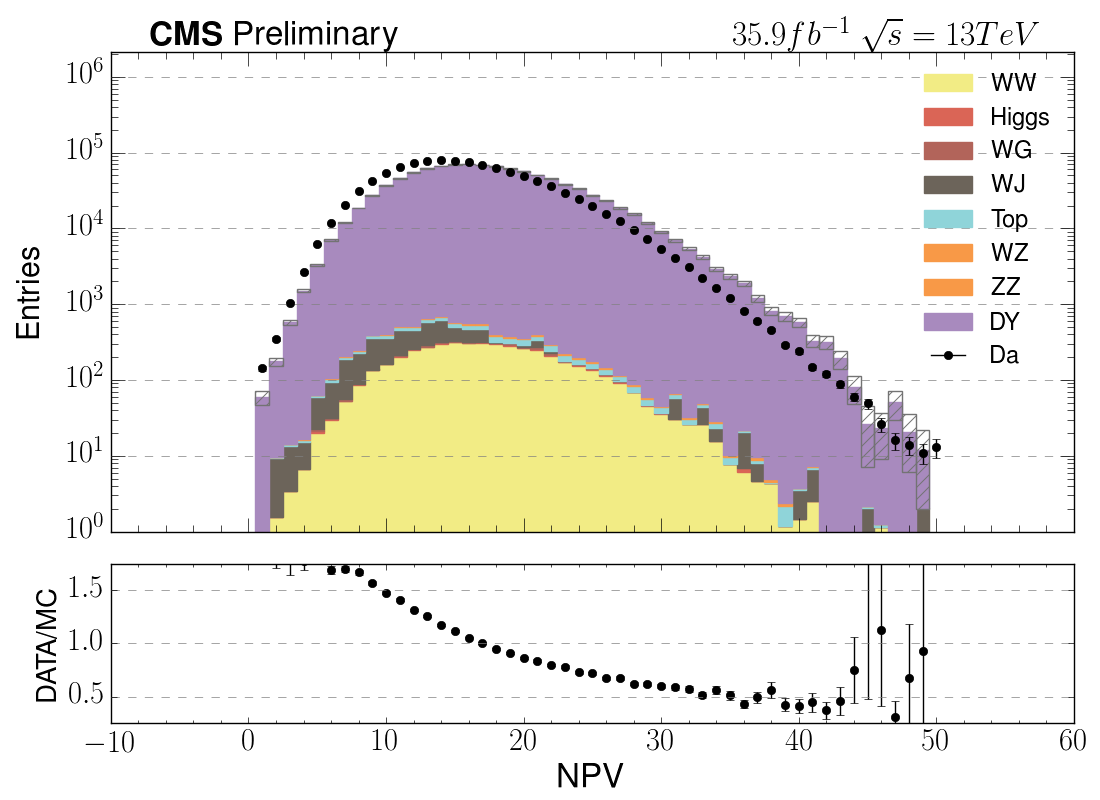 CMS Preliminary 35.9fb⁻¹ √s = 13TeV
10⁶
10⁵
10⁴
10³
10²
10¹
10⁰
Entries
WW
Higgs
WG
WJ
Top
WZ
ZZ
DY
Da
1.5
1.0
0.5
DATA/MC
−10 0 10 20 30 40 50 60
NPV